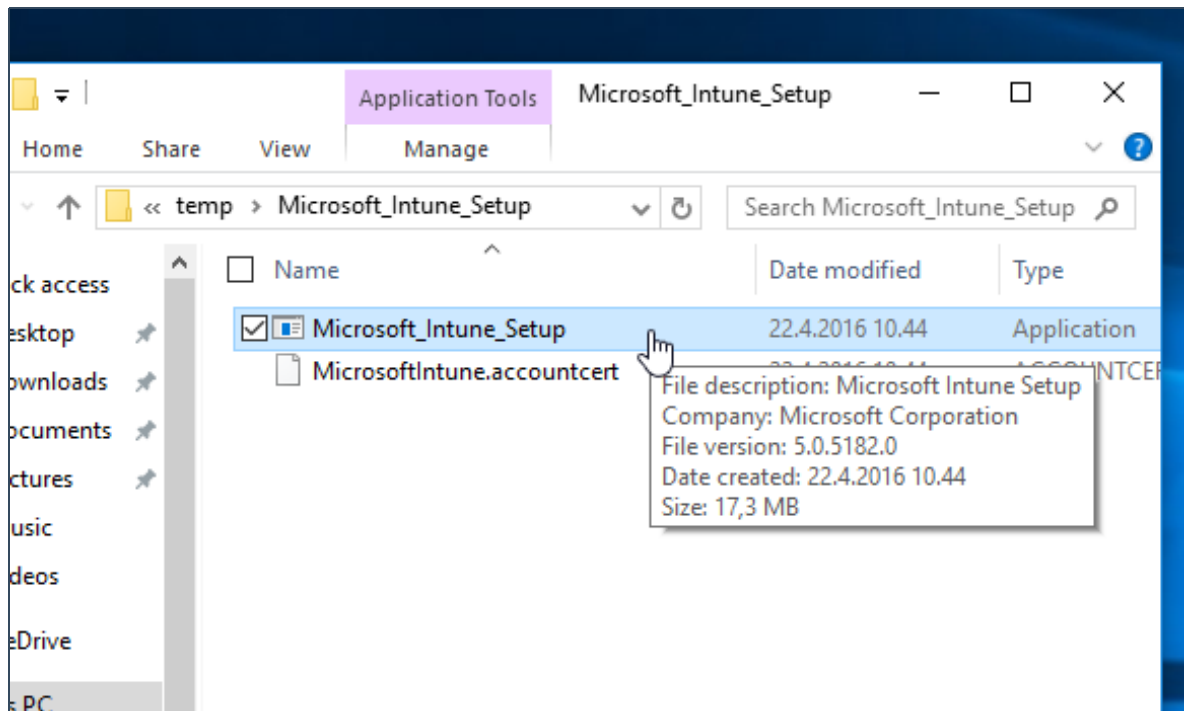 Application Tools Microsoft_Intune_Setup
Home Share View Manage
« temp > Microsoft_Intune_Setup Search Microsoft_Intune_Setup
Name Date modified Type
ck access
Microsoft_Intune_Setup 22.4.2016 10.44 Application
esktop
MicrosoftIntune.accountcert
ownloads
File description: Microsoft Intune Setup
Company: Microsoft Corporation
File version: 5.0.5182.0
Date created: 22.4.2016 10.44
Size: 17,3 MB
ocuments
ctures
usic
deos
eDrive
s PC